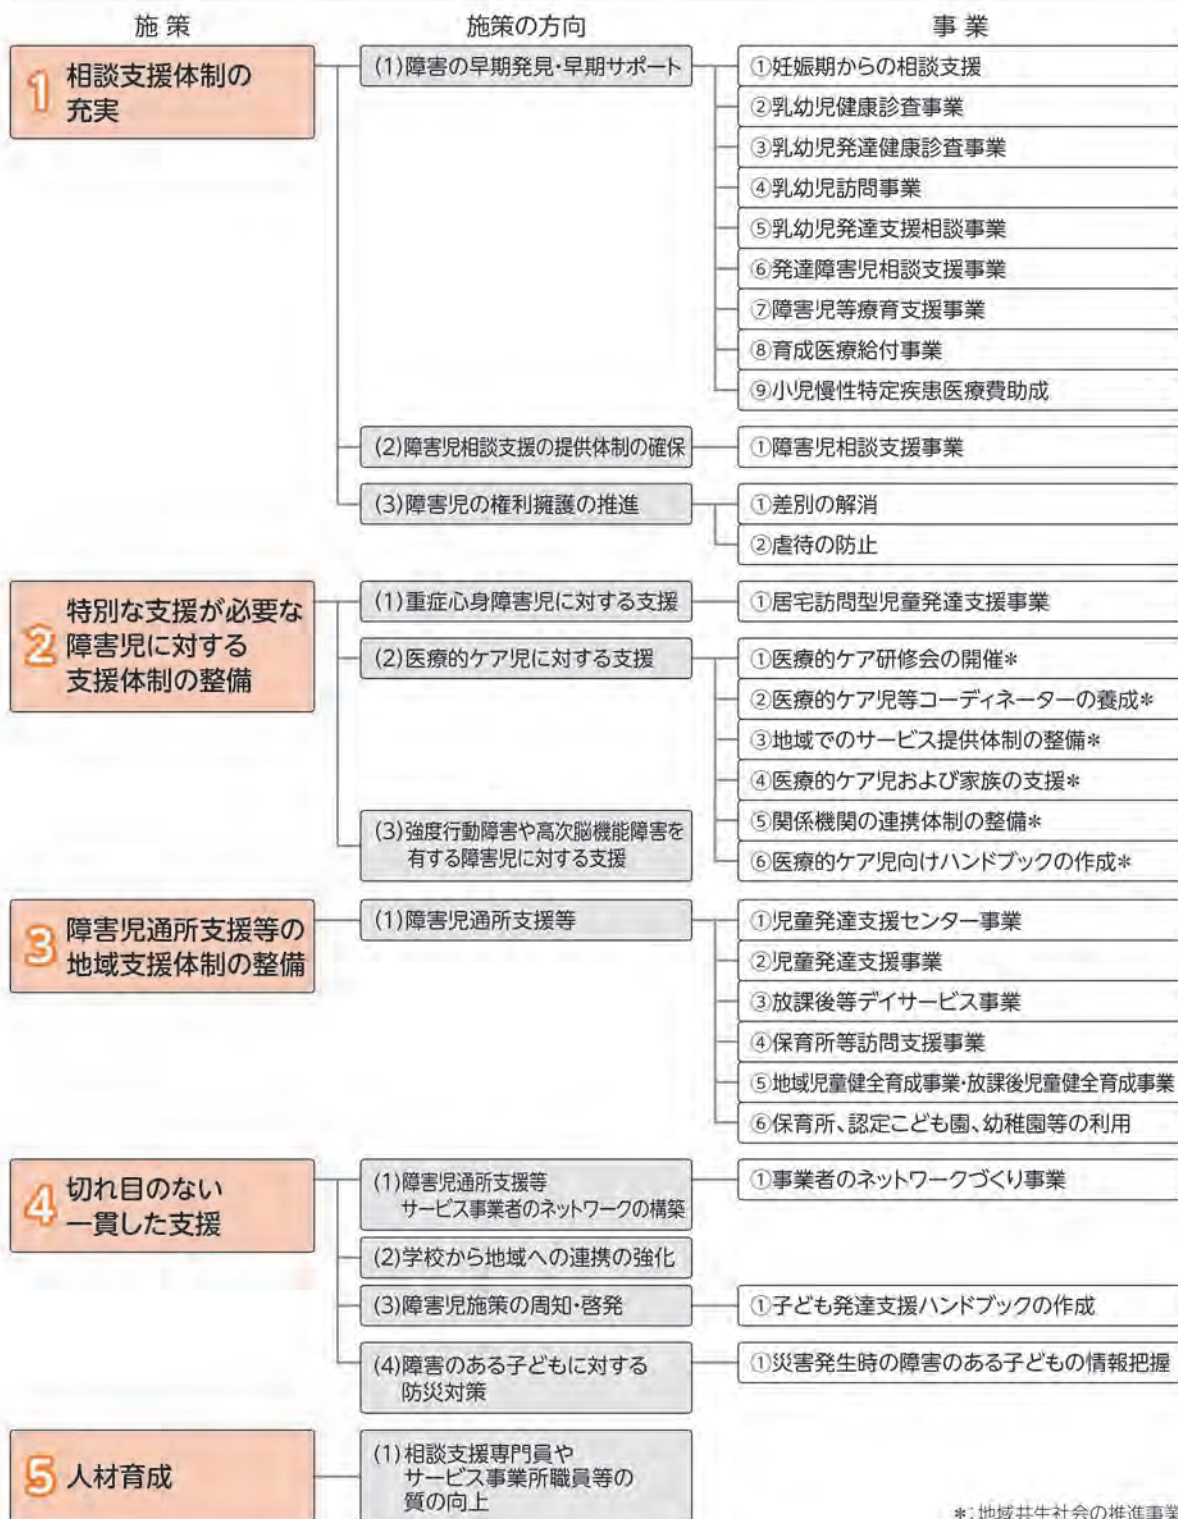 施策
施策の方向
事業
1 相談支援体制の
充実
(1)障害の早期発見・早期サポート
①妊娠期からの相談支援
②乳幼児健康診査事業
③乳幼児発達健康診査事業
④乳幼児訪問事業
⑤乳幼児発達支援相談事業
⑥発達障害児相談支援事業
⑦障害児等療育支援事業
⑧育成医療給付事業
⑨小児慢性特定疾患医療費助成
(2)障害児相談支援の提供体制の確保
①障害児相談支援事業
(3)障害児の権利擁護の推進
①差別の解消
②虐待の防止
2 特別な支援が必要な
障害児に対する
支援体制の整備
(1)重症心身障害児に対する支援
①居宅訪問型児童発達支援事業
(2)医療的ケア児に対する支援
①医療的ケア研修会の開催*
②医療的ケア児等コーディネーターの養成*
③地域でのサービス提供体制の整備*
④医療的ケア児および家族の支援*
⑤関係機関の連携体制の整備*
⑥医療的ケア児向けハンドブックの作成*
(3)強度行動障害や高次脳機能障害を
有する障害児に対する支援
3 障害児通所支援等の
地域支援体制の整備
(1)障害児通所支援等
①児童発達支援センター事業
②児童発達支援事業
③放課後等デイサービス事業
④保育所等訪問支援事業
⑤地域児童健全育成事業・放課後児童健全育成事業
⑥保育所、認定こども園、幼稚園等の利用
4 切れ目のない
一貫した支援
(1)障害児通所支援等
サービス事業者のネットワークの構築
①事業者のネットワークづくり事業
(2)学校から地域への連携の強化
(3)障害児施策の周知・啓発
①子ども発達支援ハンドブックの作成
(4)障害のある子どもに対する
防災対策
①災害発生時の障害のある子どもの情報把握
5 人材育成
(1)相談支援専門員や
サービス事業所職員等の
質の向上
*:地域共生社会の推進事業